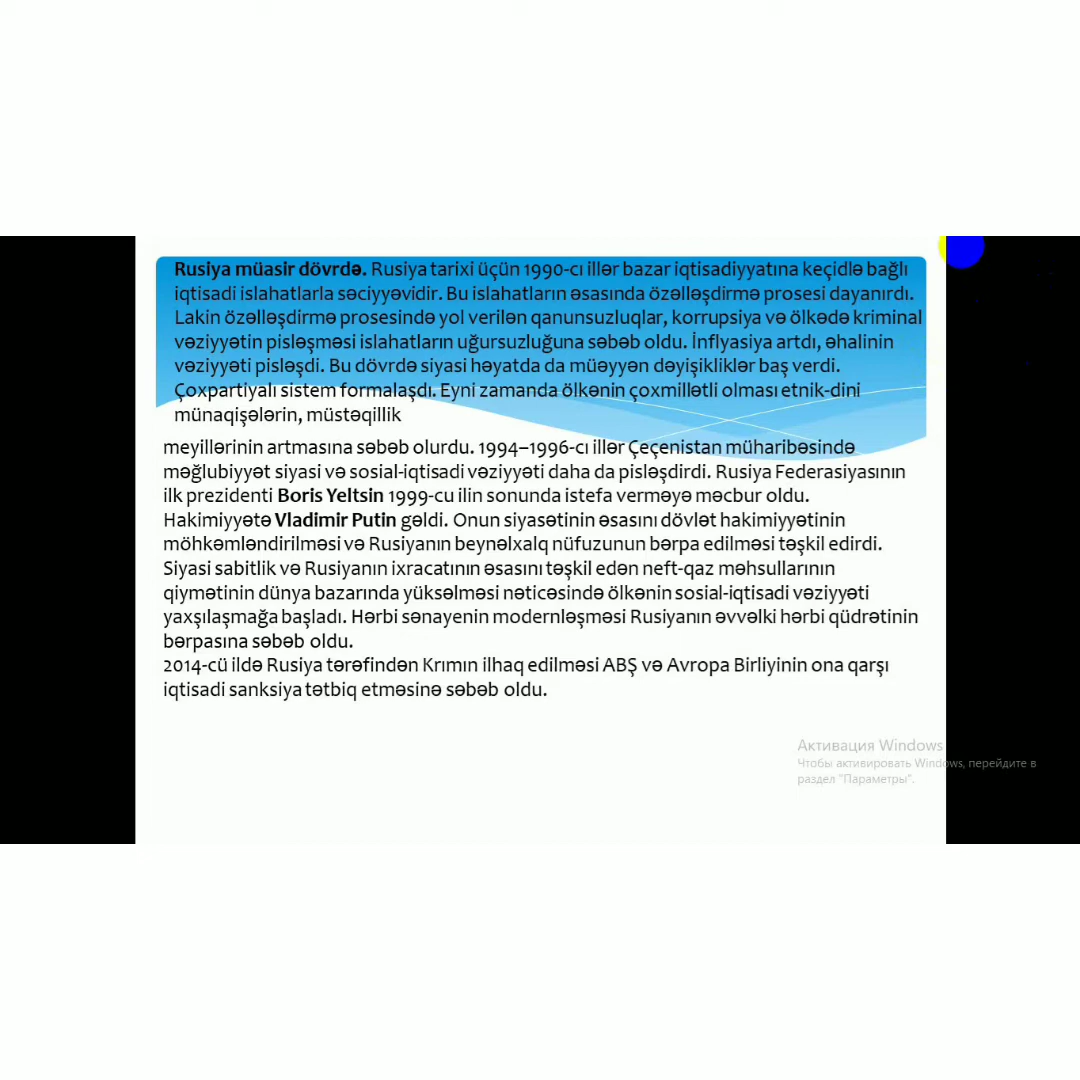 Rusiya müasir dövrdə. Rusiya tarixi üçün 1990-cı illər bazar iqtisadiyyatına keçidlə bağlı
iqtisadi islahatlarla səciyyəvidir. Bu islahatların əsasında özəlləşdirmə prosesi dayanırdı.
Lakin özəlləşdirmə prosesində yol verilən qanunsuzluqlar, korrupsiya və ölkədə kriminal
vəziyyətin pisləşməsi islahatların uğursuzluğuna səbəb oldu. İnflyasiya artdı, əhalinin
vəziyyəti pisləşdi. Bu dövrdə siyasi həyatda da müəyyən dəyişikliklər baş verdi.
Çoxpartiyalı sistem formalaşdı. Eyni zamanda ölkənin çoxmillətli olması etnik-dini
münaqişələrin, müstəqillik
meyillərinin artmasına səbəb olurdu. 1994–1996-cı illər Çeçenistan müharibəsində
məğlubiyyət siyasi və sosial-iqtisadi vəziyyəti daha da pisləşdirdi. Rusiya Federasiyasının
ilk prezidenti Boris Yeltsin 1999-cu ilin sonunda istefa verməyə məcbur oldu.
Hakimiyyətə Vladimir Putin gəldi. Onun siyasətinin əsasını dövlət hakimiyyətinin
möhkəmləndirilməsi və Rusiyanın beynəlxalq nüfuzunun bərpa edilməsi təşkil edirdi.
Siyasi sabitlik və Rusiyanın ixracatının əsasını təşkil edən neft-qaz məhsullarının
qiymətinin dünya bazarında yüksəlməsi nəticəsində ölkənin sosial-iqtisadi vəziyyəti
yaxşılaşmağa başladı. Hərbi sənayenin modernləşməsi Rusiyanın əvvəlki hərbi qüdrətinin
bərpasına səbəb oldu.
2014-cü ildə Rusiya tərəfindən Krımın ilhaq edilməsi ABŞ və Avropa Birliyinin ona qarşı
iqtisadi sanksiya tətbiq etməsinə səbəb oldu.
Активация Windows
Чтобы активировать Windows, перейдите в
раздел "Параметры".